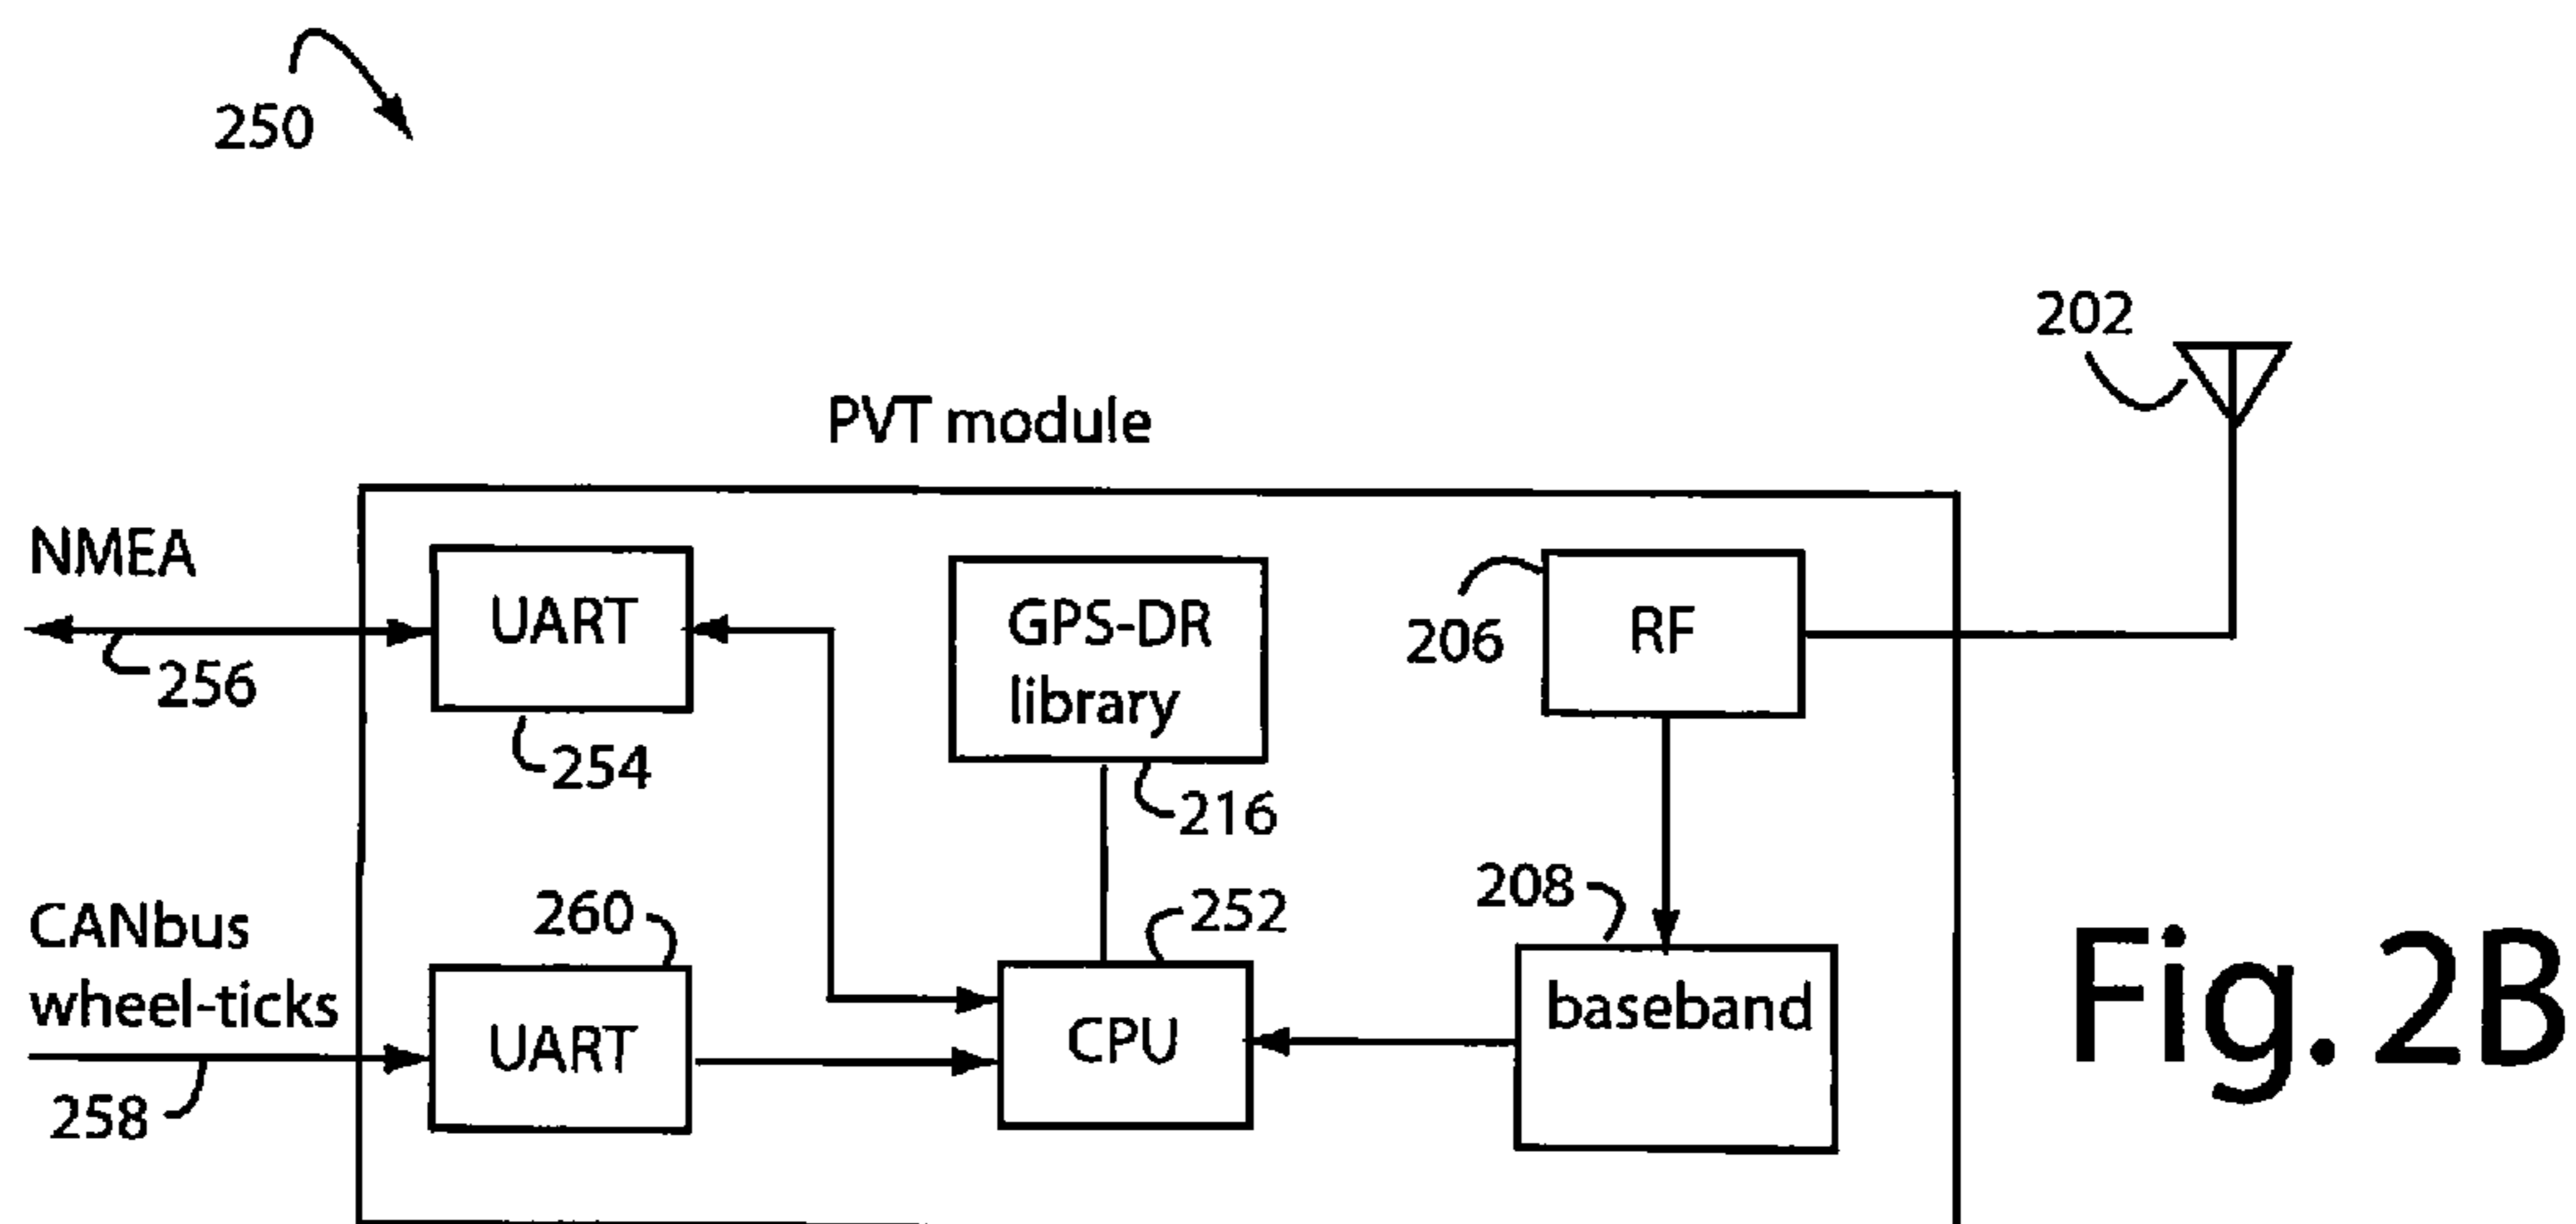 250
202
PVT module
NMEA
256
UART
254
GPS-DR
library
216
206
RF
CANbus
wheel-ticks
258
260
UART
252
CPU
208
baseband
Fig. 2B